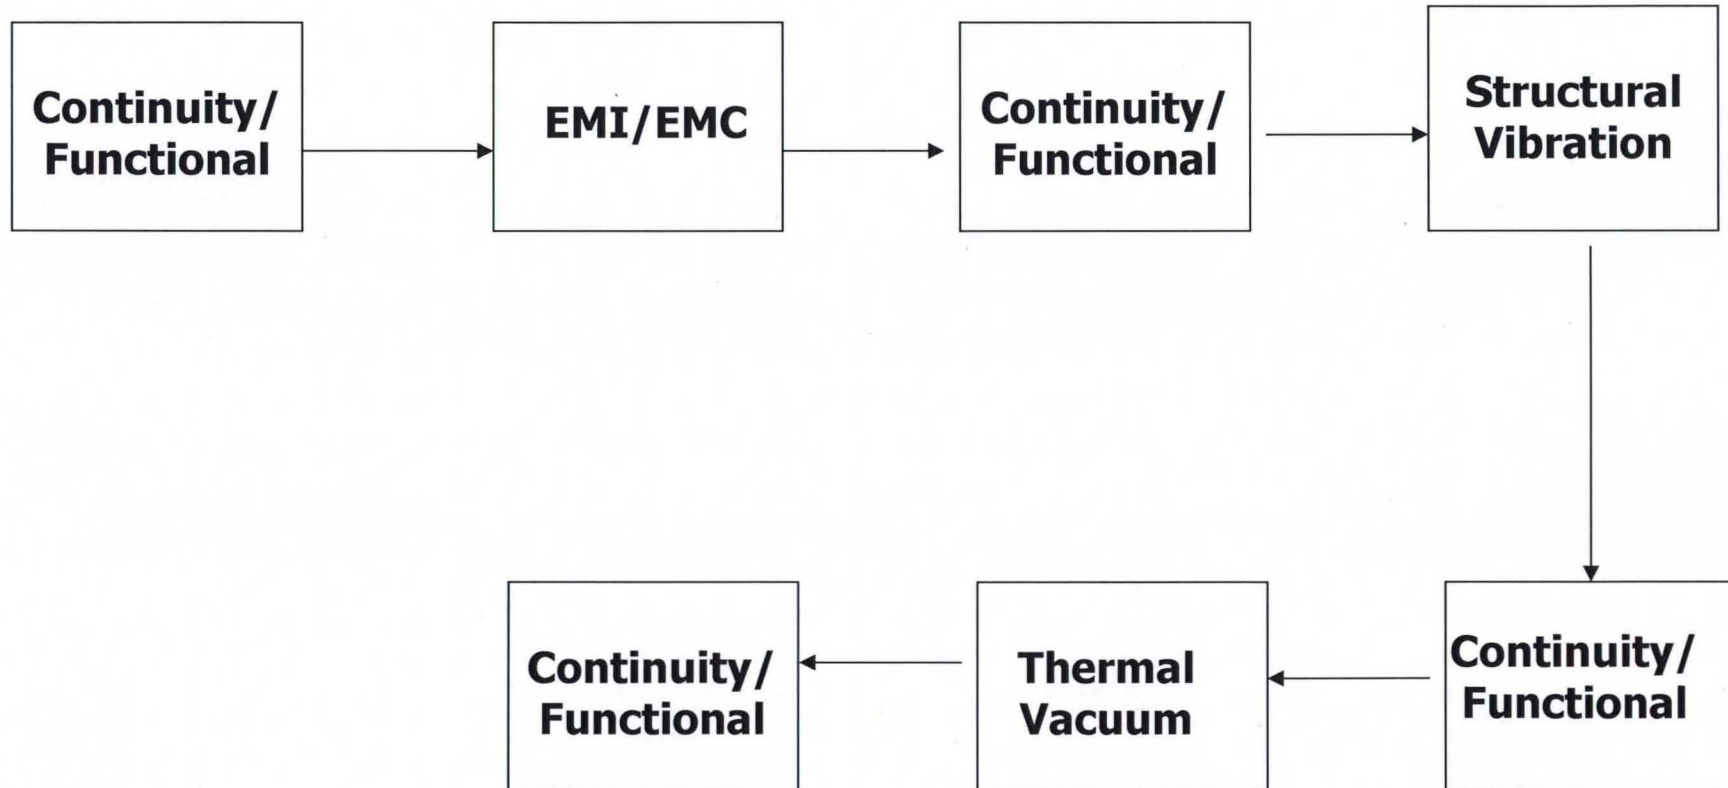 Continuity/
Functional
EMI/EMC
Continuity/
Functional
Structural
Vibration
Continuity/
Functional
Thermal
Vacuum
Continuity/
Functional